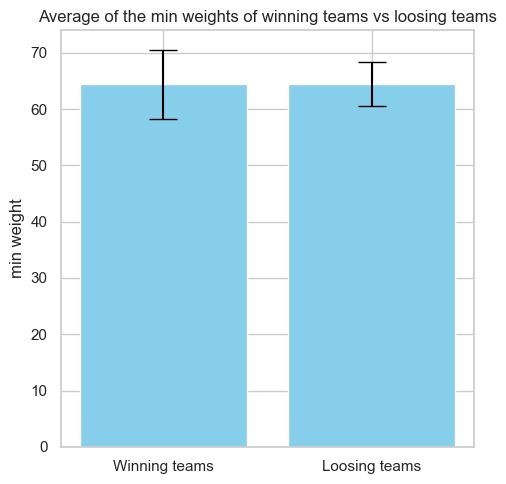 Average of the min weights of winning teams vs loosing teams
min weight
70
60
50
40
30
20
10
0
Winning teams
Loosing teams